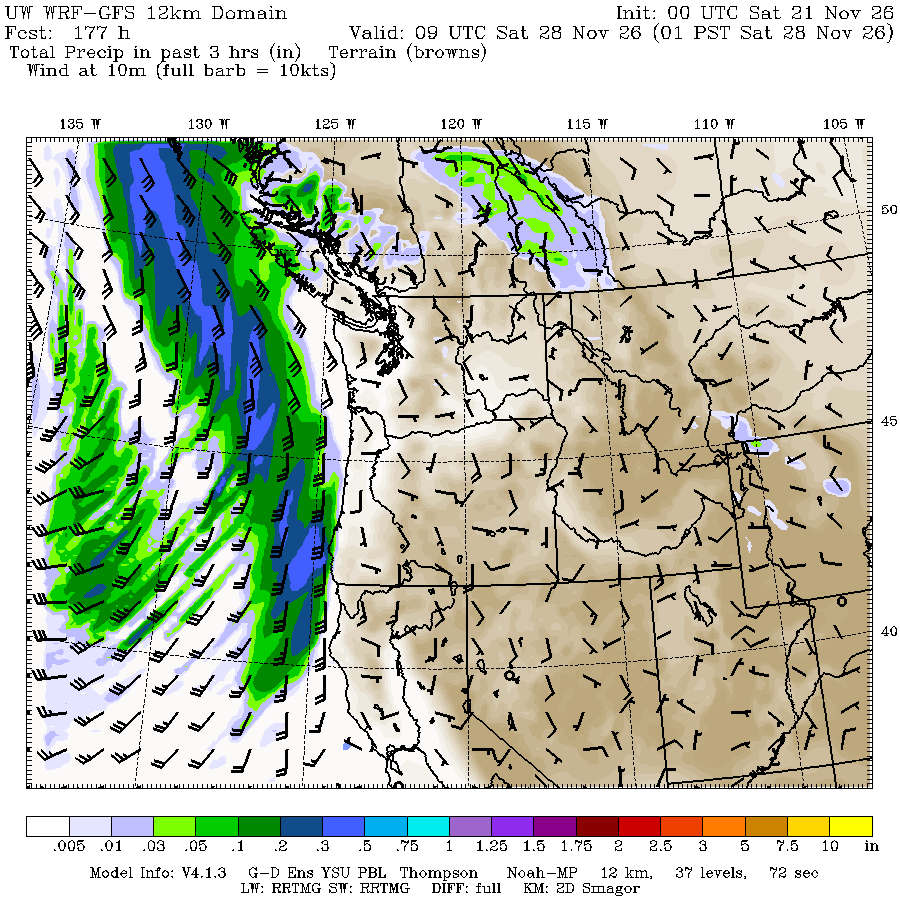 UW WRF-GFS 12km Domain Init: 00 UTC Sat 21 Nov 26
Fcst: 177 h Valid: 09 UTC Sat 28 Nov 26 (01 PST Sat 28 Nov 26)
Total Precip in past 3 hrs (in) Terrain (browns)
Wind at 10m (full barb = 10kts)
135 W 130 W 125 W 120 W 115 W 110 W 105 W
50
45
40
.005 .01 .03 .05 .1 .2 .3 .5 .75 1 1.25 1.5 1.75 2 2.5 3 5 7.5 10 in
Model Info: V4.1.3 G-D Ens YSU PBL Thompson Noah-MP 12 km, 37 levels, 72 sec
LW: RRTMG SW: RRTMG DIFF: full KM: 2D Smagor